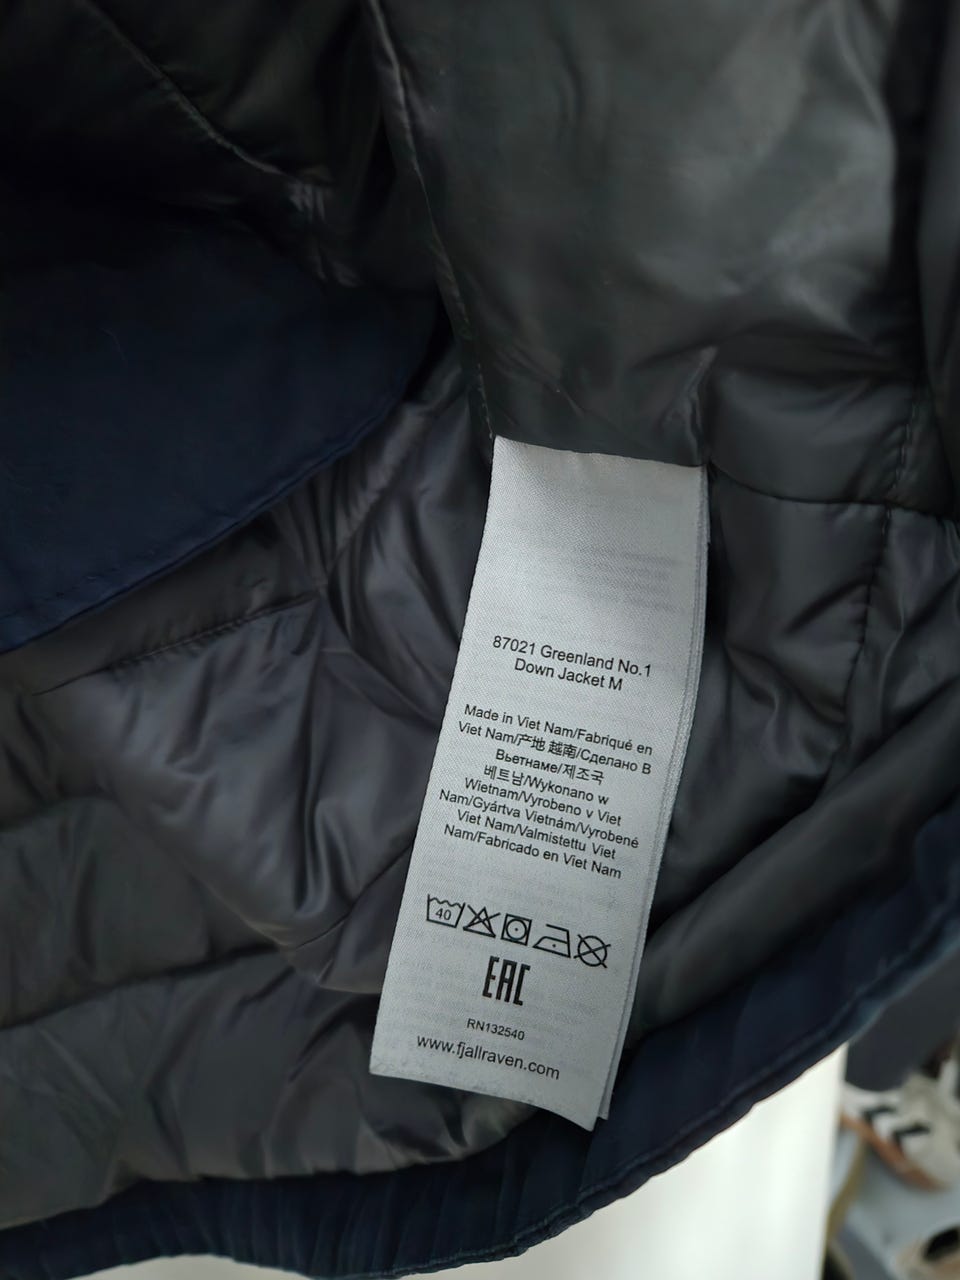 87021 Greenland No.1
Down Jacket M
Made in Viet Nam/Fabriqué en
Viet Nam/产地 越南/Сделано В
Вьетнаме/제조국
베트남/Wykonano w
Wietnam/Vyrobeno v Viet
Nam/Gyártva Vietnám/Vyrobené
Viet Nam/Valmistettu Viet
Nam/Fabricado en Viet Nam
40
EAC
RN132540
www.fjallraven.com